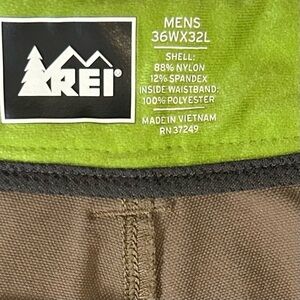 REI®
MENS
36WX32L
SHELL:
88% NYLON
12% SPANDEX
INSIDE WAISTBAND:
100% POLYESTER
MADE IN VIETNAM
RN 37249